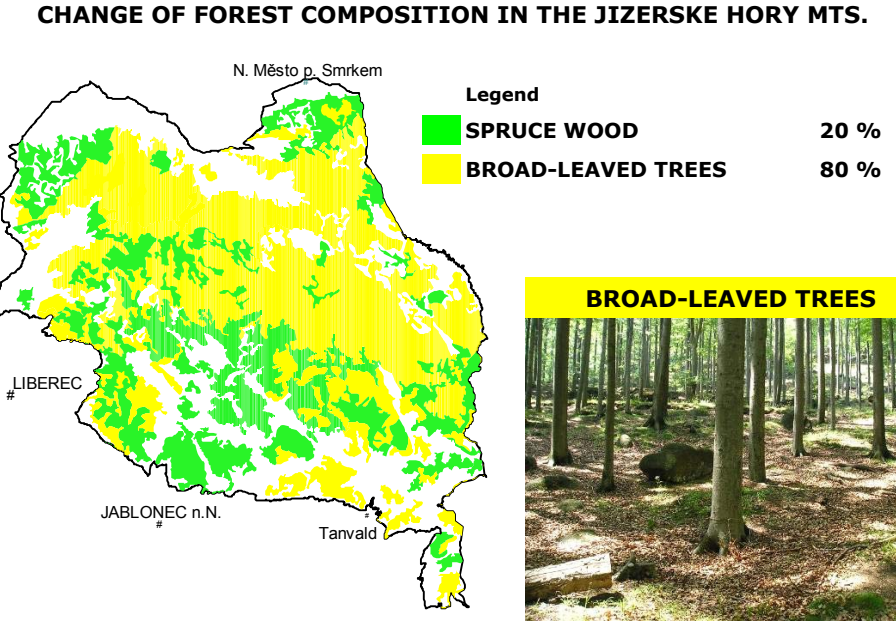 CHANGE OF FOREST COMPOSITION IN THE JIZERSKE HORY MTS.
N. Město p. Smrkem
#
Legend
SPRUCE WOOD 20 %
BROAD-LEAVED TREES 80 %
BROAD-LEAVED TREES
LIBEREC
#
JABLONEC n.N.
#
#
Tanvald